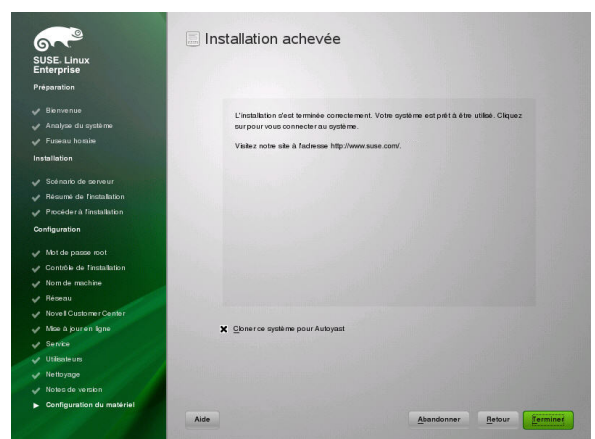 SUSE. Linux
Enterprise
Préparation
Bienvenue
Analyse du système
Fuseau horaire
Installation
Scénario de serveur
Résumé de l'installation
Procéder à l'installation
Configuration
Mot de passe root
Contrôle de l'installation
Nom de machine
Réseau
Novell Customer Center
Mise à jour en ligne
Service
Utilisateurs
Nettoyage
Notes de version
Configuration du matériel
Installation achevée
L'installation s'est terminée correctement. Votre système est prêt à être utilisé. Cliquez
sur pour vous connecter au système.
Visitez notre site à l'adresse http://www.suse.com/.
Cloner ce système pour Autoyast
Aide
Abandonner
Retour
Terminer